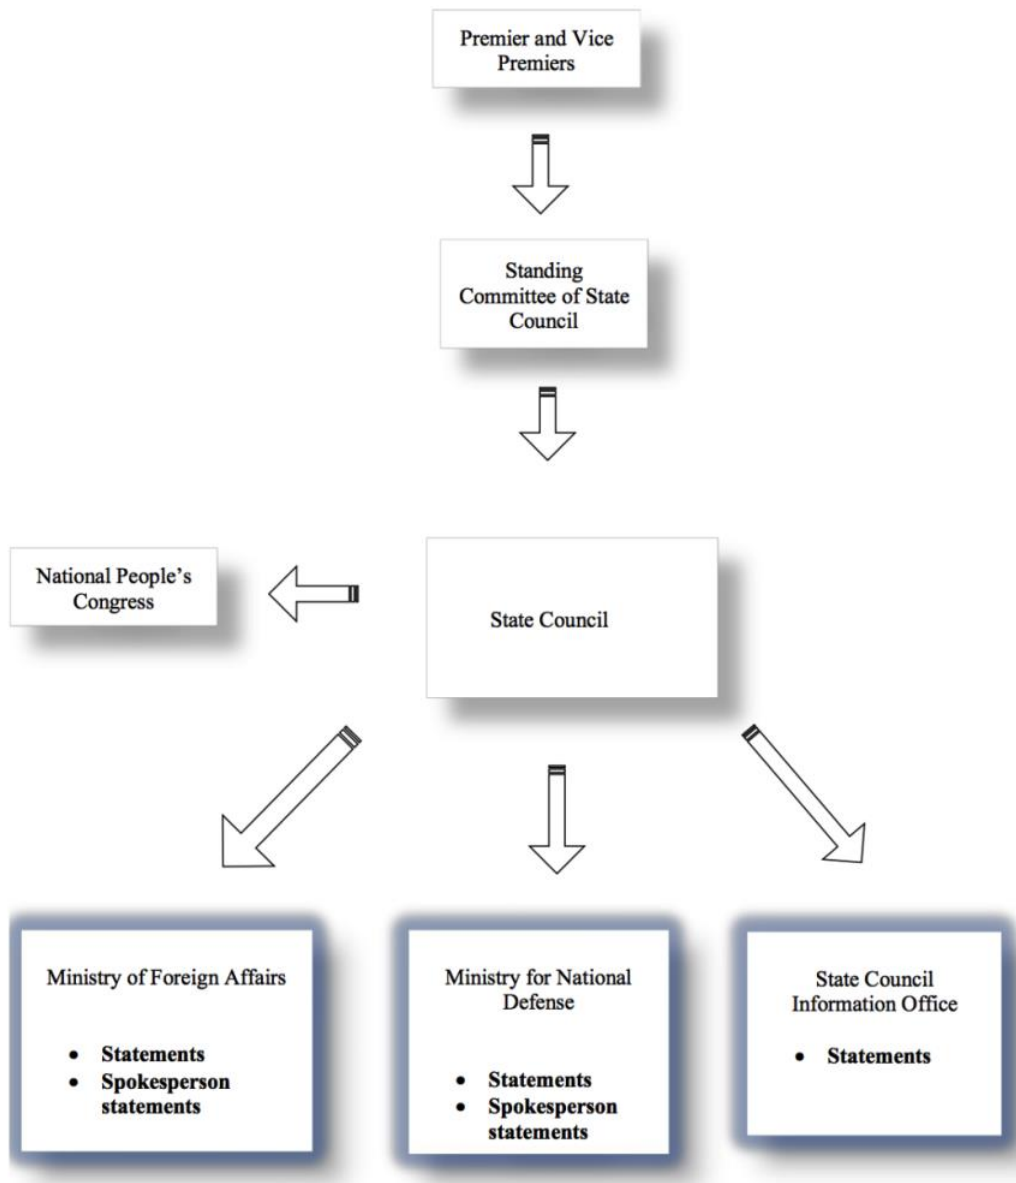 Premier and Vice
Premiers
Standing
Committee of State
Council
National People's
Congress
State Council
Ministry of Foreign Affairs
• Statements
• Spokesperson
statements
Ministry for National
Defense
• Statements
• Spokesperson
statements
State Council
Information Office
• Statements